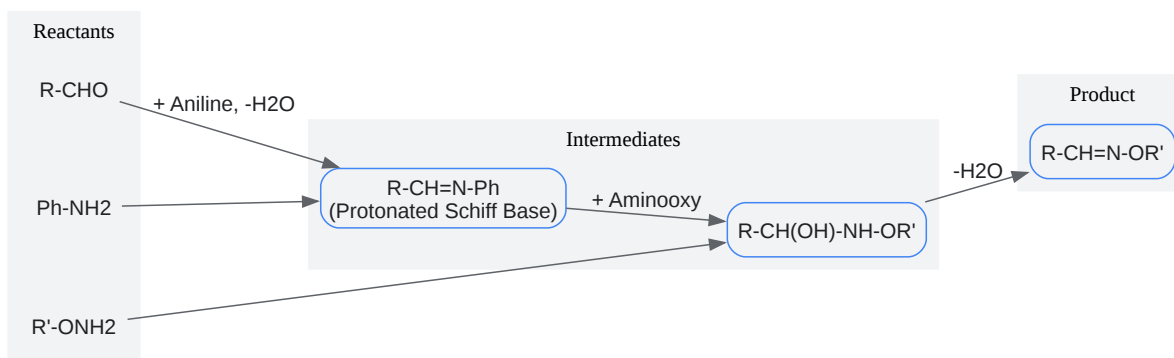 Reactants
R-CHO
Ph-NH2
R'-ONH2
+ Aniline, -H2O
Intermediates
R-CH=N-Ph
(Protonated Schiff Base)
+ Aminooxy
R-CH(OH)-NH-OR'
-H2O
Product
R-CH=N-OR'